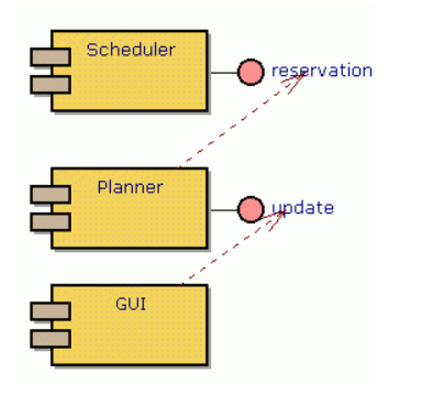 Scheduler
reservation
Planner
update
GUI